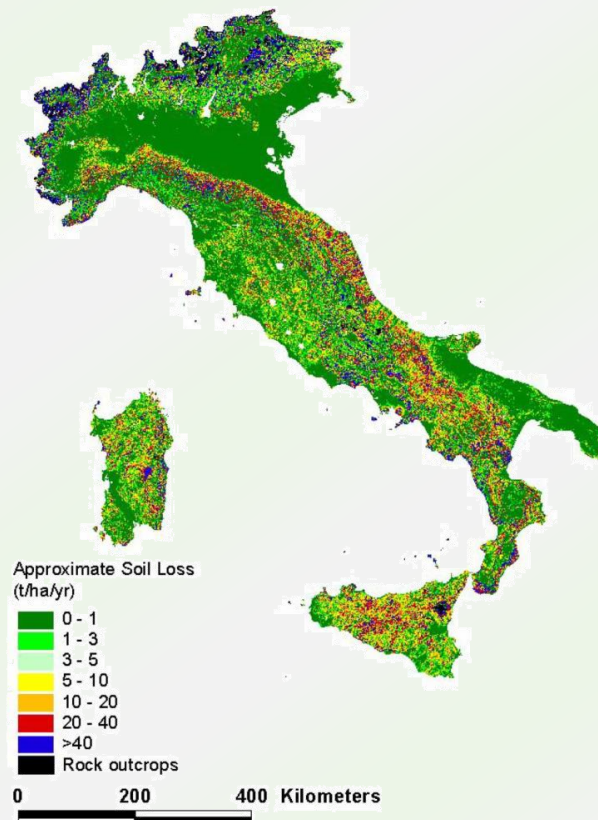 Approximate Soil Loss
(t/ha/yr)
0 - 1
1 - 3
3 - 5
5 - 10
10 - 20
20 - 40
>40
Rock outcrops
0 200 400 Kilometers